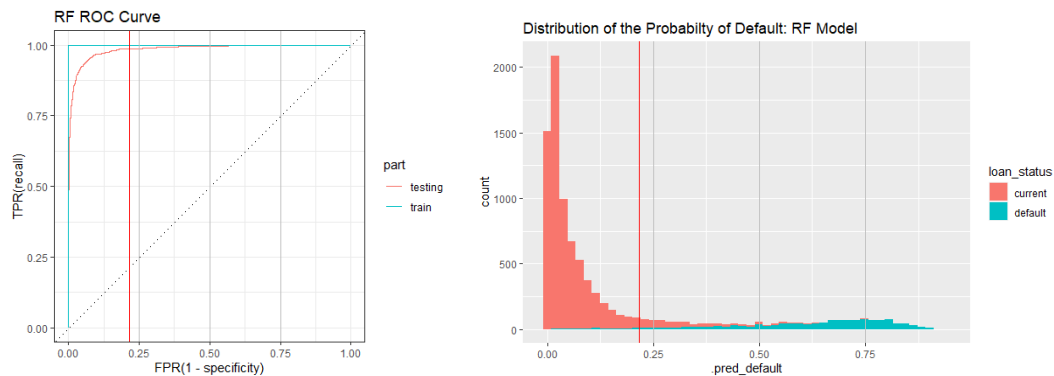 RF ROC Curve
1.00
0.75
0.50
0.25
0.00
TPR(recall)
0.00 0.25 0.50 0.75 1.00
FPR(1 - specificity)
part
testing
train
Distribution of the Probabilty of Default: RF Model
2000
1500
1000
500
0
count
0.00 0.25 0.50 0.75
.pred_default
loan_status
current
default